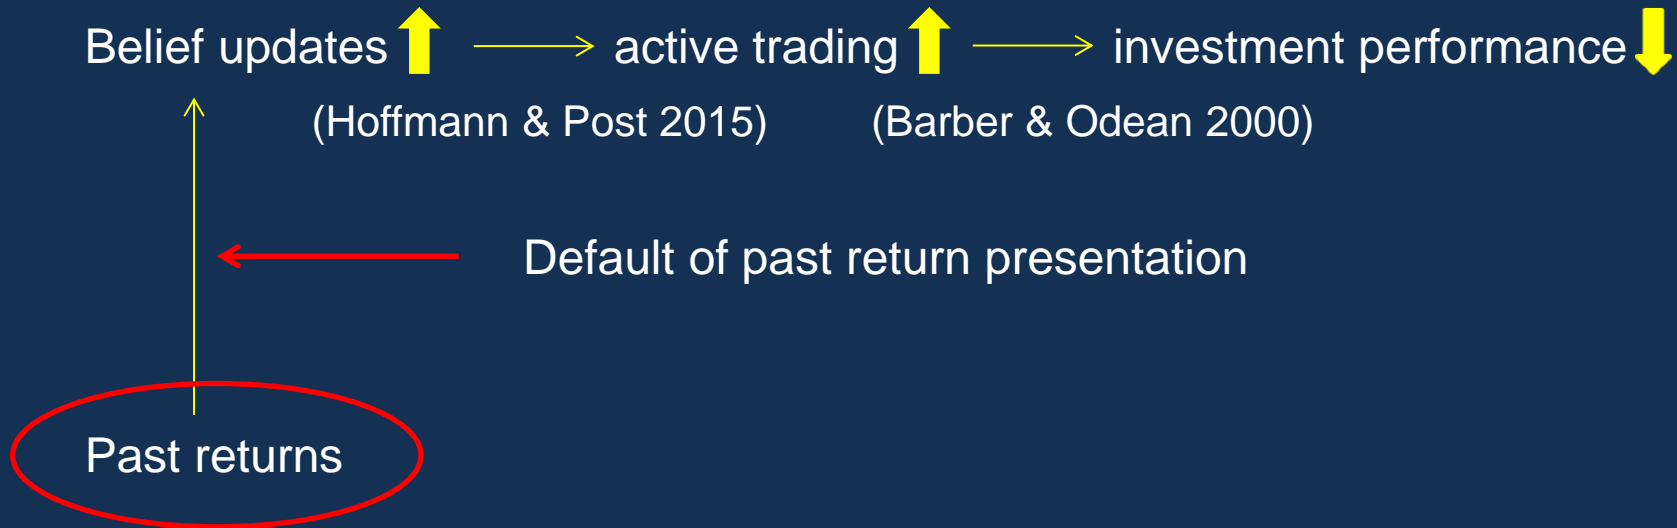 Belief updates active trading investment performance
(Hoffmann & Post 2015) (Barber & Odean 2000)
Default of past return presentation
Past returns